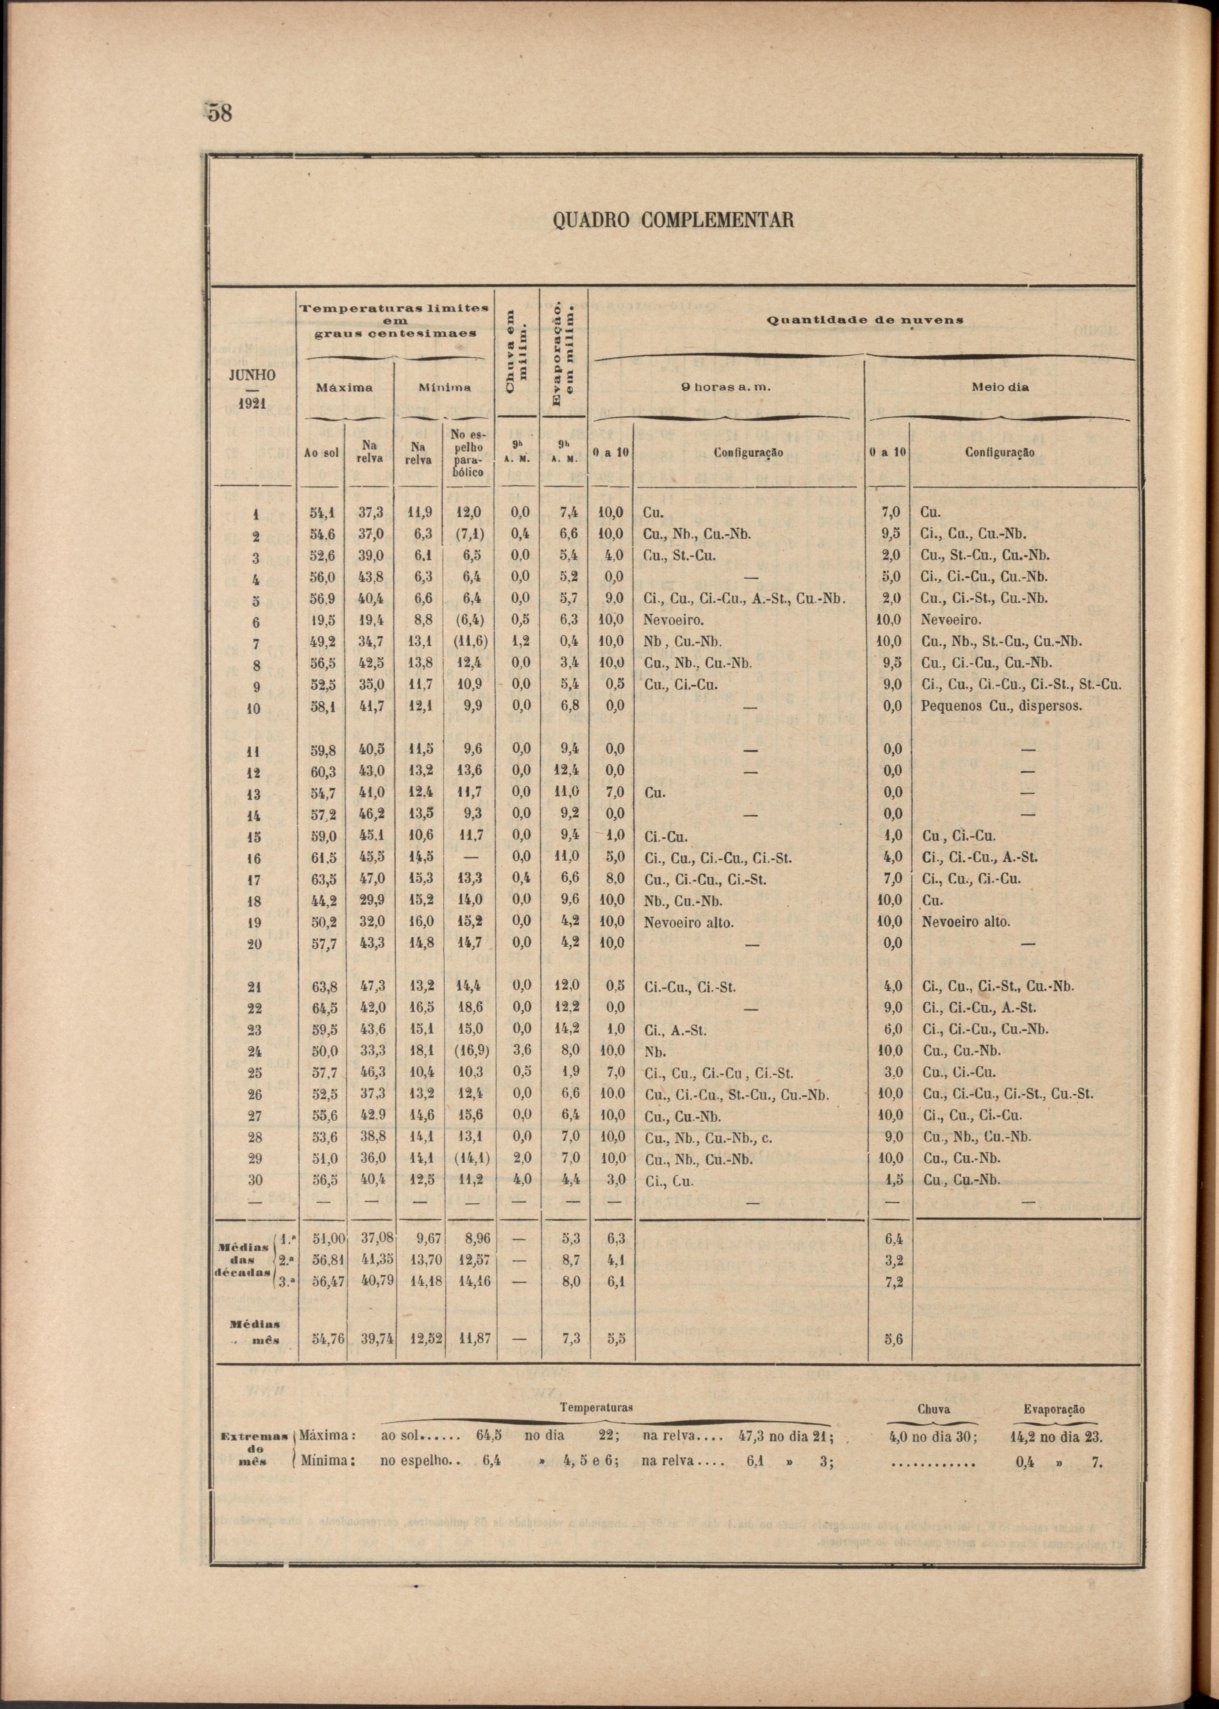 58
QUADRO COMPLEMENTAR
JUNHO
—
1921
Temperaturas limites
em
graus centesimaes
Chuva em
milim.
Evaporação,
em milim.
Quantidade de nuvens
Máxima Mínima 9 horas a. m. Meio dia
Ao sol Na relva Na relva No espelho parabólico 9h A. M. 9h A. M. 0 a 10 Configuração 0 a 10 Configuração
1 54,1 37,3 11,9 12,0 0,0 7,4 10,0 Cu. 7,0 Cu.
2 54,6 37,0 6,3 (7,1) 0,4 6,6 10,0 Cu., Nb., Cu.-Nb. 9,5 Ci., Cu., Cu.-Nb.
3 52,6 39,0 6,1 6,5 0,0 5,4 4,0 Cu., St.-Cu. 2,0 Cu., St.-Cu., Cu.-Nb.
4 56,0 43,8 6,3 6,4 0,0 5,2 0,0 — 5,0 Ci., Ci.-Cu., Cu.-Nb.
5 56,9 40,4 6,6 6,4 0,0 5,7 9,0 Ci., Cu., Ci.-Cu., A.-St., Cu.-Nb. 2,0 Cu., Ci.-St., Cu.-Nb.
6 19,5 19,4 8,8 (6,4) 0,5 6,3 10,0 Nevoeiro. 10,0 Nevoeiro.
7 49,2 34,7 13,1 (11,6) 1,2 0,4 10,0 Nb, Cu.-Nb. 10,0 Cu., Nb., St.-Cu., Cu.-Nb.
8 56,5 42,5 13,8 12,4 0,0 3,4 10,0 Cu., Nb., Cu.-Nb. 9,5 Cu., Ci.-Cu., Cu.-Nb.
9 52,5 35,0 11,7 10,9 0,0 5,4 0,5 Cu., Ci.-Cu. 9,0 Ci., Cu., Ci.-Cu., Ci.-St., St.-Cu.
10 58,1 41,7 12,1 9,9 0,0 6,8 0,0 — 0,0 Pequenos Cu., dispersos.
11 59,8 40,5 11,5 9,6 0,0 9,4 0,0 — 0,0 —
12 60,3 43,0 13,2 13,6 0,0 12,4 0,0 — 0,0 —
13 54,7 41,0 12,4 11,7 0,0 11,0 7,0 Cu. 0,0 —
14 57,2 46,2 13,5 9,3 0,0 9,2 0,0 — 0,0 —
15 59,0 45,1 10,6 11,7 0,0 9,4 1,0 Ci.-Cu. 1,0 Cu, Ci.-Cu.
16 61,5 45,5 14,5 — 0,0 11,0 5,0 Ci., Cu., Ci.-Cu., Ci.-St. 4,0 Ci., Ci.-Cu., A.-St.
17 63,5 47,0 15,3 13,3 0,4 6,6 8,0 Cu., Ci.-Cu., Ci.-St. 7,0 Ci., Cu., Ci.-Cu.
18 44,2 29,9 15,2 14,0 0,0 9,6 10,0 Nb., Cu.-Nb. 10,0 Cu.
19 50,2 32,0 16,0 15,2 0,0 4,2 10,0 Nevoeiro alto. 10,0 Nevoeiro alto.
20 57,7 43,3 14,8 14,7 0,0 4,2 10,0 — 0,0 —
21 63,8 47,3 13,2 14,4 0,0 12,0 0,5 Ci.-Cu., Ci.-St. 4,0 Ci., Cu., Ci.-St., Cu.-Nb.
22 64,5 42,0 16,5 18,6 0,0 12,2 0,0 — 9,0 Ci., Ci.-Cu., A.-St.
23 59,5 43,6 15,1 15,0 0,0 14,2 1,0 Ci., A.-St. 6,0 Ci., Ci.-Cu., Cu.-Nb.
24 50,0 33,3 18,1 (16,9) 3,6 8,0 10,0 Nb. 10,0 Cu., Cu.-Nb.
25 57,7 46,3 10,4 10,3 0,5 1,9 7,0 Ci., Cu., Ci.-Cu, Ci.-St. 3,0 Cu., Ci.-Cu.
26 52,5 37,3 13,2 12,4 0,0 6,6 10,0 Cu., Ci.-Cu., St.-Cu., Cu.-Nb. 10,0 Cu., Ci.-Cu., Ci.-St., Cu.-St.
27 55,6 42,9 14,6 15,6 0,0 6,4 10,0 Cu., Cu.-Nb. 10,0 Ci., Cu., Ci.-Cu.
28 53,6 38,8 14,1 13,1 0,0 7,0 10,0 Cu., Nb., Cu.-Nb., c. 9,0 Cu., Nb., Cu.-Nb.
29 51,0 36,0 14,1 (14,1) 2,0 7,0 10,0 Cu., Nb., Cu.-Nb. 10,0 Cu., Cu.-Nb.
30 56,5 40,4 12,5 11,2 4,0 4,4 3,0 Ci., Cu. 1,5 Cu., Cu.-Nb.
— — — — — — — — — — —
Médias das décadas
1.ª 51,00 37,08 9,67 8,96 — 5,3 6,3 6,4
2.ª 56,81 41,35 13,70 12,57 — 8,7 4,1 3,2
3.ª 56,47 40,79 14,18 14,16 — 8,0 6,1 7,2
Médias
mês 54,76 39,74 12,52 11,87 — 7,3 5,5 5,6
Temperaturas Chuva Evaporação
Extremas do mês
Máxima: ao sol...... 64,5 no dia 22; na relva.... 47,3 no dia 21; 4,0 no dia 30; 14,2 no dia 23.
Mínima: no espelho.. 6,4 » 4, 5 e 6; na relva.... 6,1 » 3; ............ 0,4 » 7.